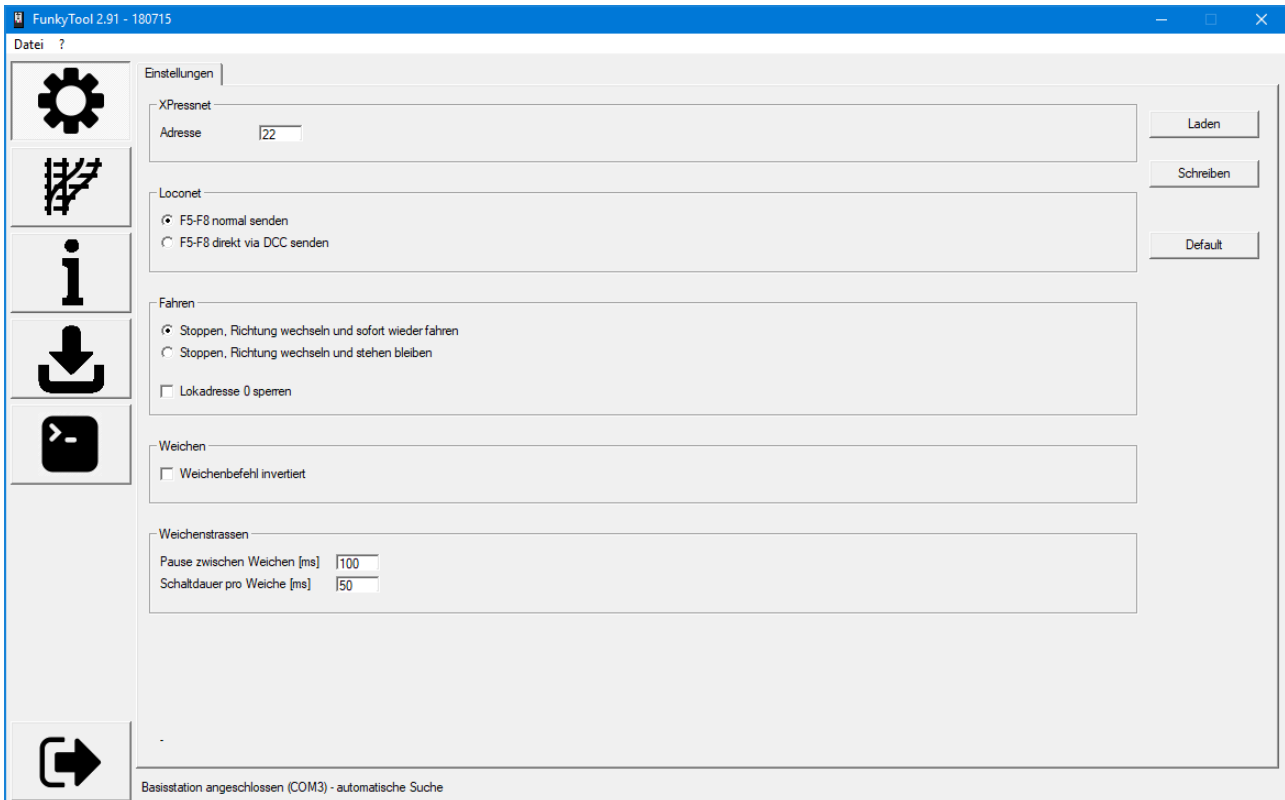 FunkyTool 2.91 - 180715
Datei ?
Einstellungen
XPressnet
Adresse 22
Laden
Schreiben
Default
Loconet
F5-F8 normal senden
F5-F8 direkt via DCC senden
Fahren
Stoppen, Richtung wechseln und sofort wieder fahren
Stoppen, Richtung wechseln und stehen bleiben
Lokadresse 0 sperren
Weichen
Weichenbefehl invertiert
Weichenstrassen
Pause zwischen Weichen [ms] 100
Schaltdauer pro Weiche [ms] 50
-
Basisstation angeschlossen (COM3) - automatische Suche